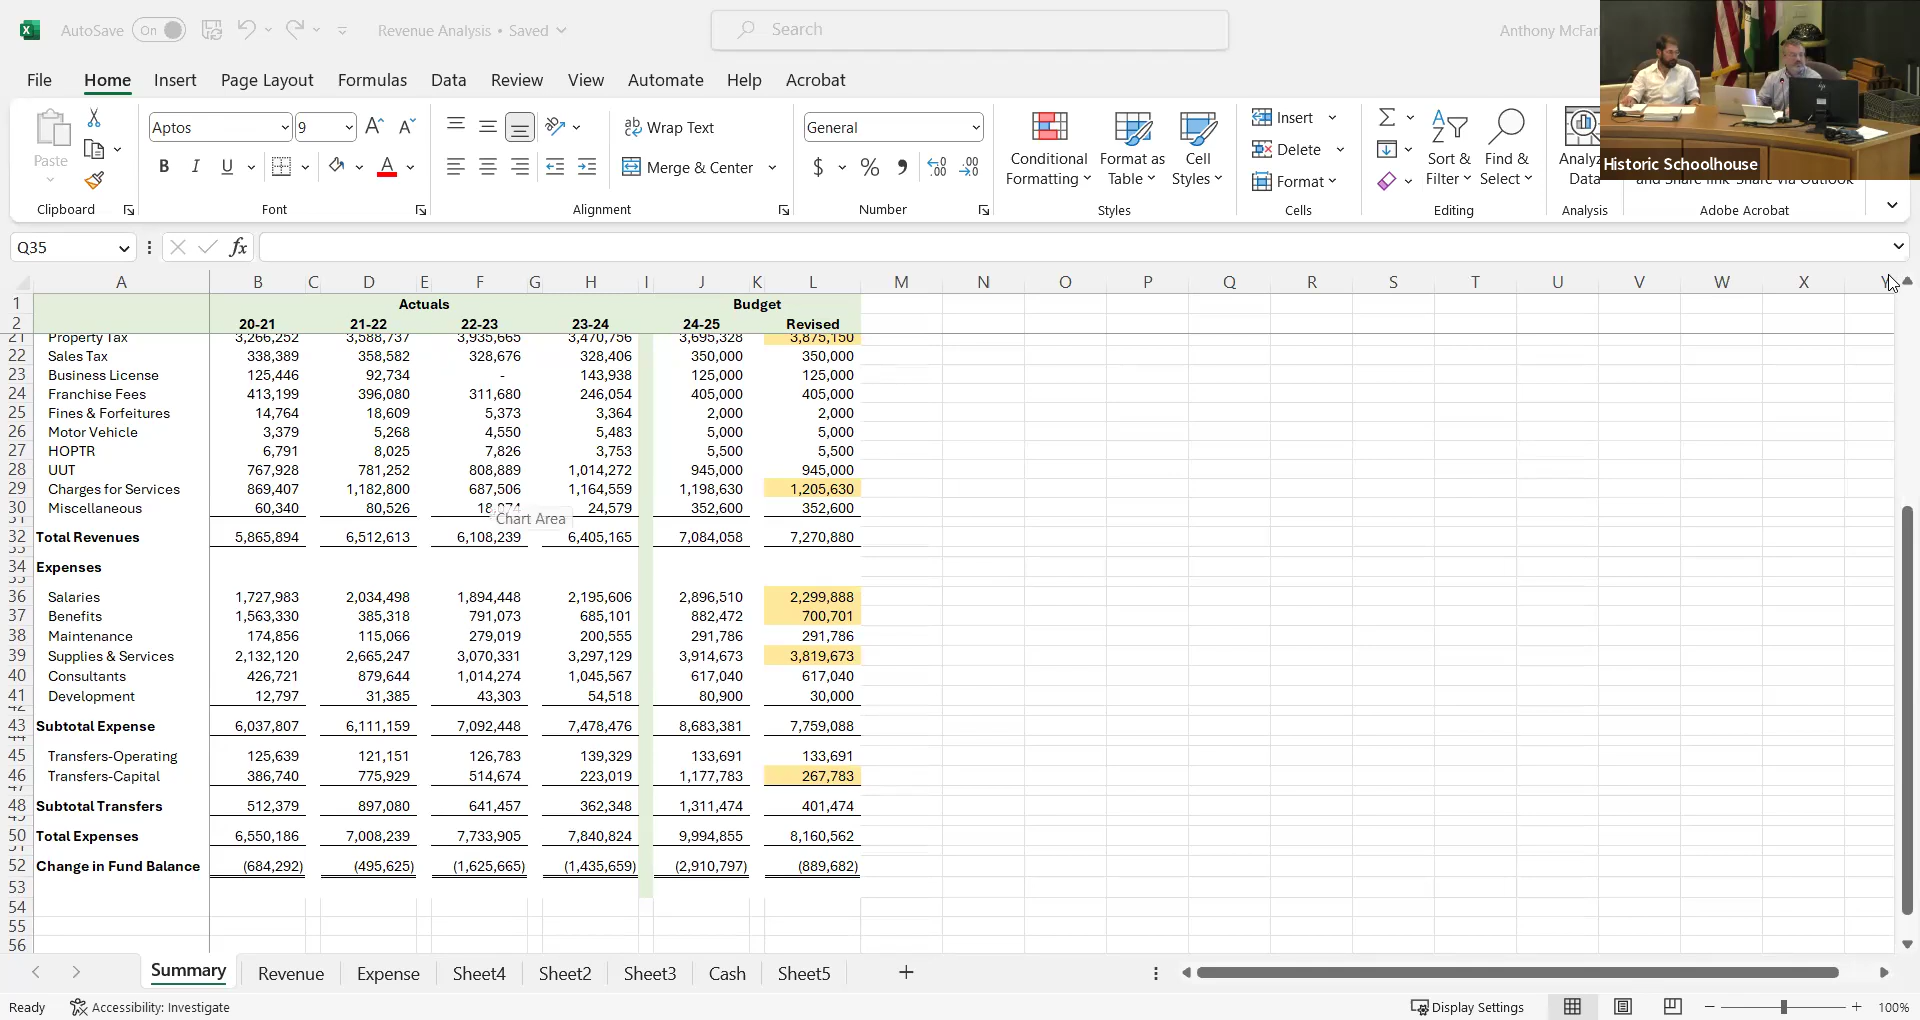 AutoSave On Revenue Analysis • Saved Search Anthony McFarl
File Home Insert Page Layout Formulas Data Review View Automate Help Acrobat
Paste Aptos 9 Wrap Text General Conditional Formatting Format as Table Cell Styles Insert Sort & Filter Find & Select Analyz Data
B I U A Merge & Center $ % Delete
Format
Historic Schoolhouse
and Share link Share via Outlook
Clipboard Font Alignment Number Styles Cells Editing Analysis Adobe Acrobat
Q35 fx
A B C D E F G H I J K L M N O P Q R S T U V W X Y
1 Actuals Budget
2 20-21 21-22 22-23 23-24 24-25 Revised
21 Property Tax 3,266,252 3,588,737 3,935,665 3,470,756 3,695,328 3,875,150
22 Sales Tax 338,389 358,582 328,676 328,406 350,000 350,000
23 Business License 125,446 92,734 - 143,938 125,000 125,000
24 Franchise Fees 413,199 396,080 311,680 246,054 405,000 405,000
25 Fines & Forfeitures 14,764 18,609 5,373 3,364 2,000 2,000
26 Motor Vehicle 3,379 5,268 4,550 5,483 5,000 5,000
27 HOPTR 6,791 8,025 7,826 3,753 5,500 5,500
28 UUT 767,928 781,252 808,889 1,014,272 945,000 945,000
29 Charges for Services 869,407 1,182,800 687,506 1,164,559 1,198,630 1,205,630
30 Miscellaneous 60,340 80,526 18,074 24,579 352,600 352,600
31 Chart Area
32 Total Revenues 5,865,894 6,512,613 6,108,239 6,405,165 7,084,058 7,270,880
33
34 Expenses
35
36 Salaries 1,727,983 2,034,498 1,894,448 2,195,606 2,896,510 2,299,888
37 Benefits 1,563,330 385,318 791,073 685,101 882,472 700,701
38 Maintenance 174,856 115,066 279,019 200,555 291,786 291,786
39 Supplies & Services 2,132,120 2,665,247 3,070,331 3,297,129 3,914,673 3,819,673
40 Consultants 426,721 879,644 1,014,274 1,045,567 617,040 617,040
41 Development 12,797 31,385 43,303 54,518 80,900 30,000
42
43 Subtotal Expense 6,037,807 6,111,159 7,092,448 7,478,476 8,683,381 7,759,088
44
45 Transfers-Operating 125,639 121,151 126,783 139,329 133,691 133,691
46 Transfers-Capital 386,740 775,929 514,674 223,019 1,177,783 267,783
47
48 Subtotal Transfers 512,379 897,080 641,457 362,348 1,311,474 401,474
49
50 Total Expenses 6,550,186 7,008,239 7,733,905 7,840,824 9,994,855 8,160,562
51
52 Change in Fund Balance (684,292) (495,625) (1,625,665) (1,435,659) (2,910,797) (889,682)
53
54
55
56
Summary Revenue Expense Sheet4 Sheet2 Sheet3 Cash Sheet5
Ready Accessibility: Investigate Display Settings 100%